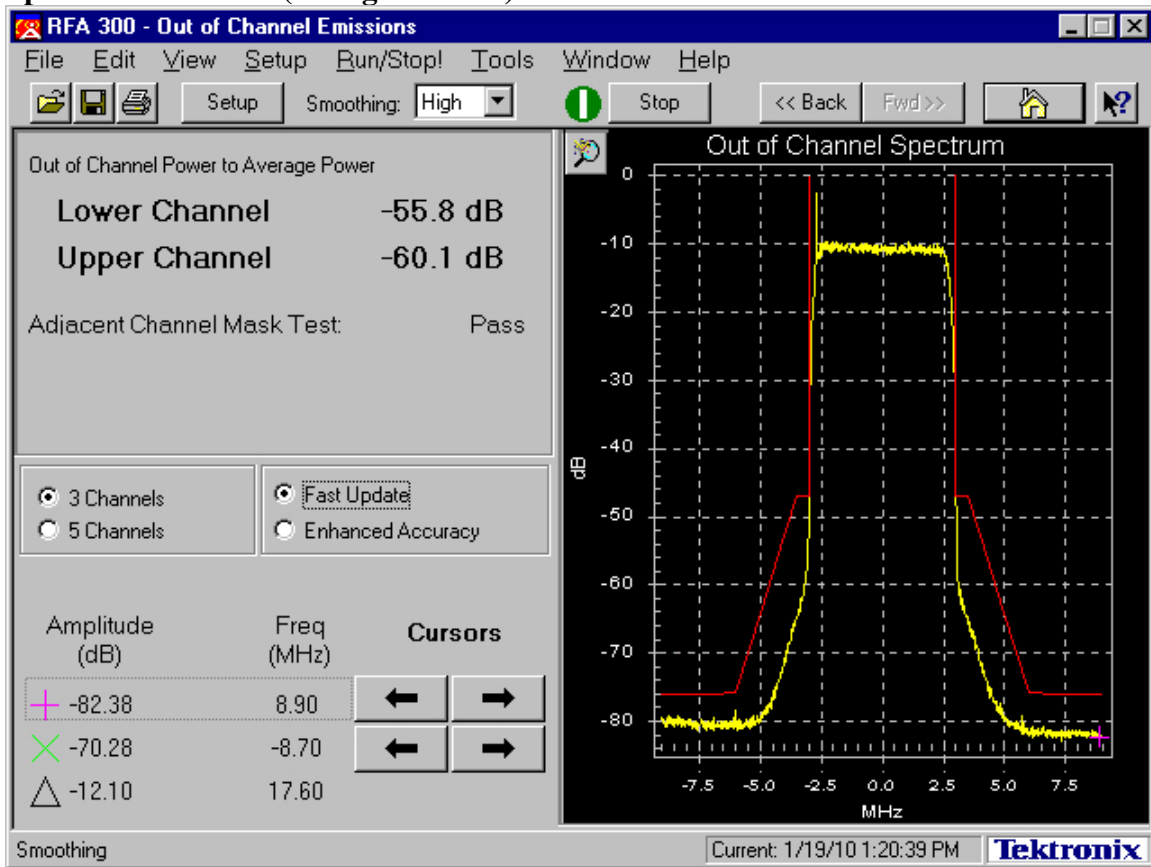 RFA 300 - Out of Channel Emissions
File Edit View Setup Run/Stop! Tools Window Help
Setup Smoothing: High Stop << Back Fwd >>
Out of Channel Power to Average Power
Lower Channel -55.8 dB
Upper Channel -60.1 dB
Adjacent Channel Mask Test: Pass
3 Channels
5 Channels
Fast Update
Enhanced Accuracy
Amplitude (dB) Freq (MHz) Cursors
-82.38 8.90
-70.28 -8.70
-12.10 17.60
Out of Channel Spectrum
0
-10
-20
-30
-40
-50
-60
-70
-80
dB
-7.5 -5.0 -2.5 0.0 2.5 5.0 7.5
MHz
Smoothing
Current: 1/19/10 1:20:39 PM
Tektronix